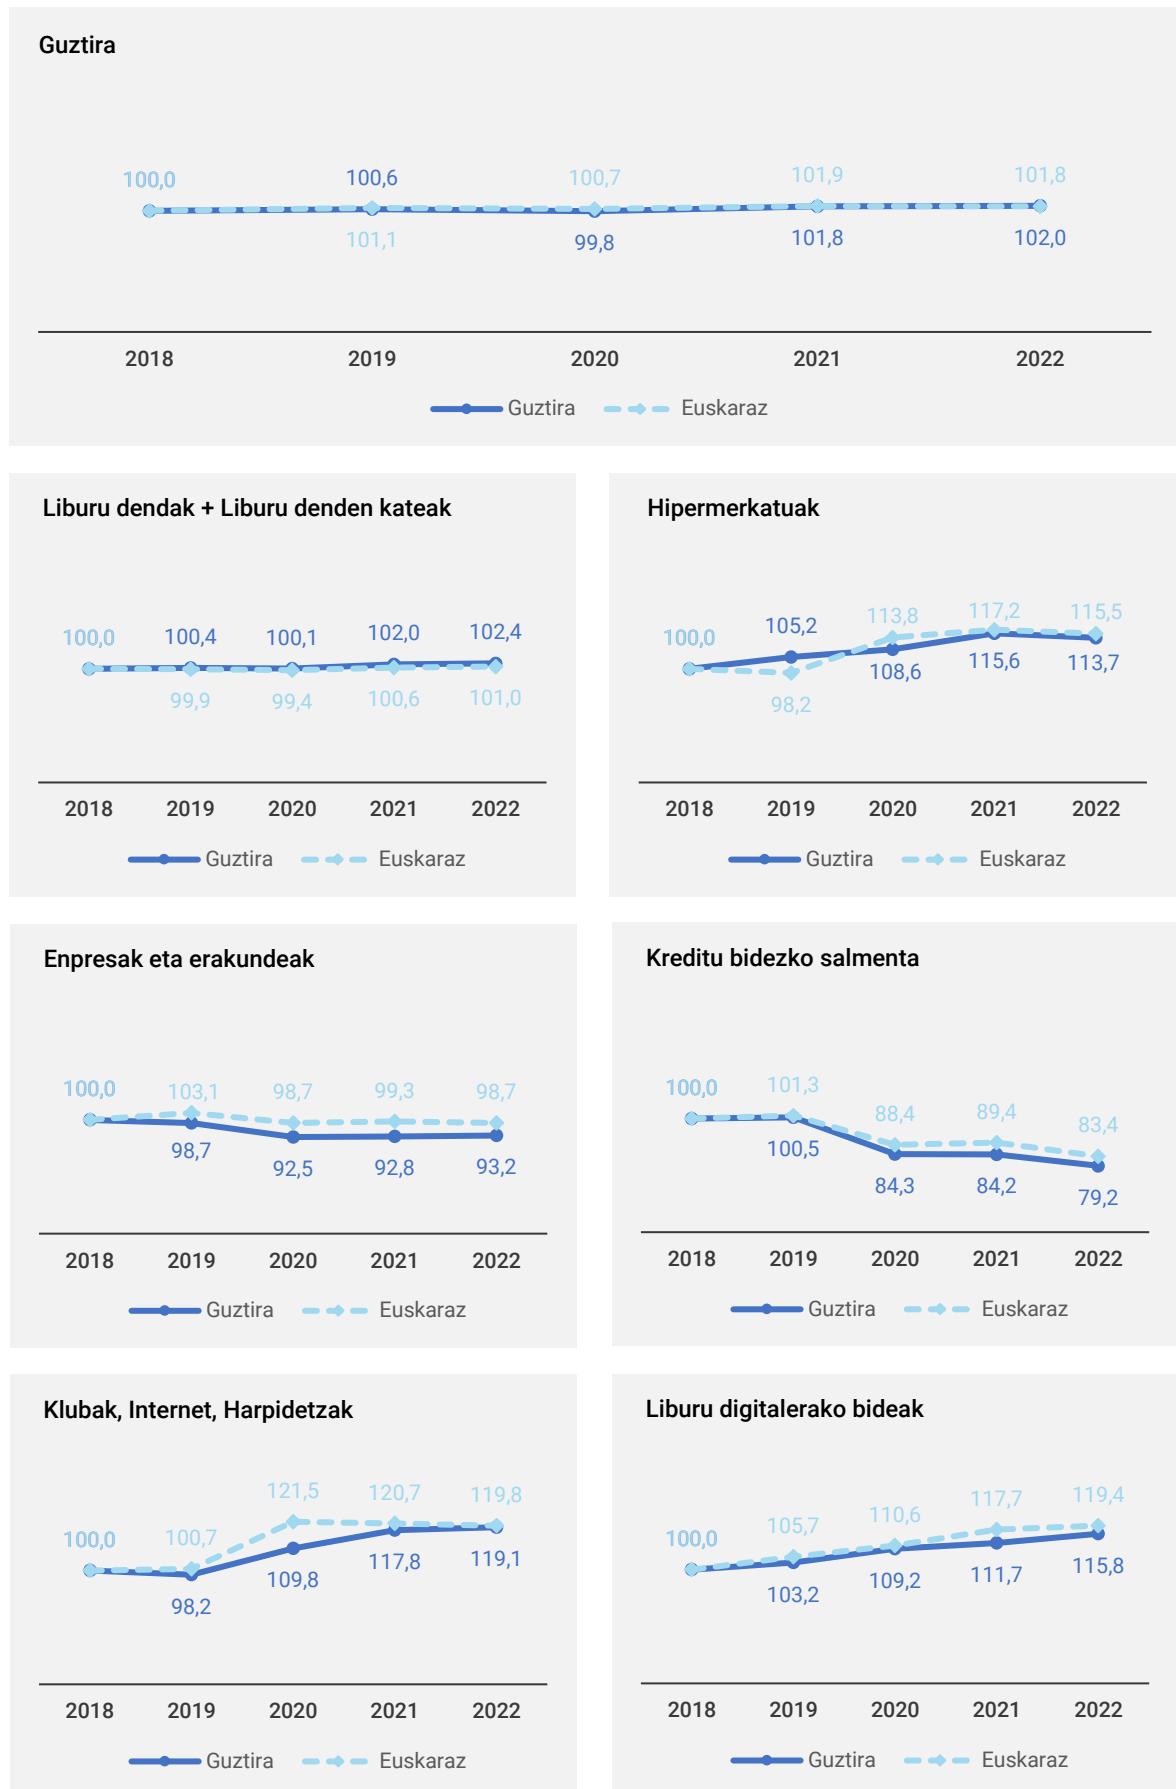 Guztira
100,0 100,6 100,7 101,9 101,8
101,1 99,8 101,8 102,0
2018 2019 2020 2021 2022
Guztira Euskaraz
Liburu dendak + Liburu denden kateak
100,0 100,4 100,1 102,0 102,4
99,9 99,4 100,6 101,0
2018 2019 2020 2021 2022
Guztira Euskaraz
Hipermerkatuak
100,0 105,2 113,8 117,2 115,5
98,2 108,6 115,6 113,7
2018 2019 2020 2021 2022
Guztira Euskaraz
Enpresak eta erakundeak
100,0 103,1 98,7 99,3 98,7
98,7 92,5 92,8 93,2
2018 2019 2020 2021 2022
Guztira Euskaraz
Kreditu bidezko salmenta
100,0 101,3 88,4 89,4 83,4
100,5 84,3 84,2 79,2
2018 2019 2020 2021 2022
Guztira Euskaraz
Klubak, Internet, Harpidetzak
100,0 100,7 121,5 120,7 119,8
98,2 109,8 117,8 119,1
2018 2019 2020 2021 2022
Guztira Euskaraz
Liburu digitalerako bideak
100,0 105,7 110,6 117,7 119,4
103,2 109,2 111,7 115,8
2018 2019 2020 2021 2022
Guztira Euskaraz